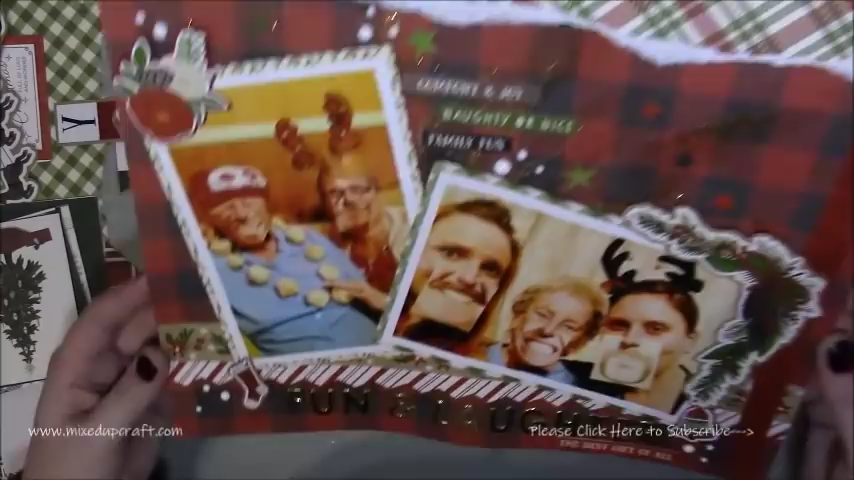 Y
COMFORT & JOY
NAUGHTY OR NICE
FAMILY FUN
FUN & LAUGH
www.mixedupcraft.com
Please Click Here to Subscribe--->
THE BEST GIFT OF ALL